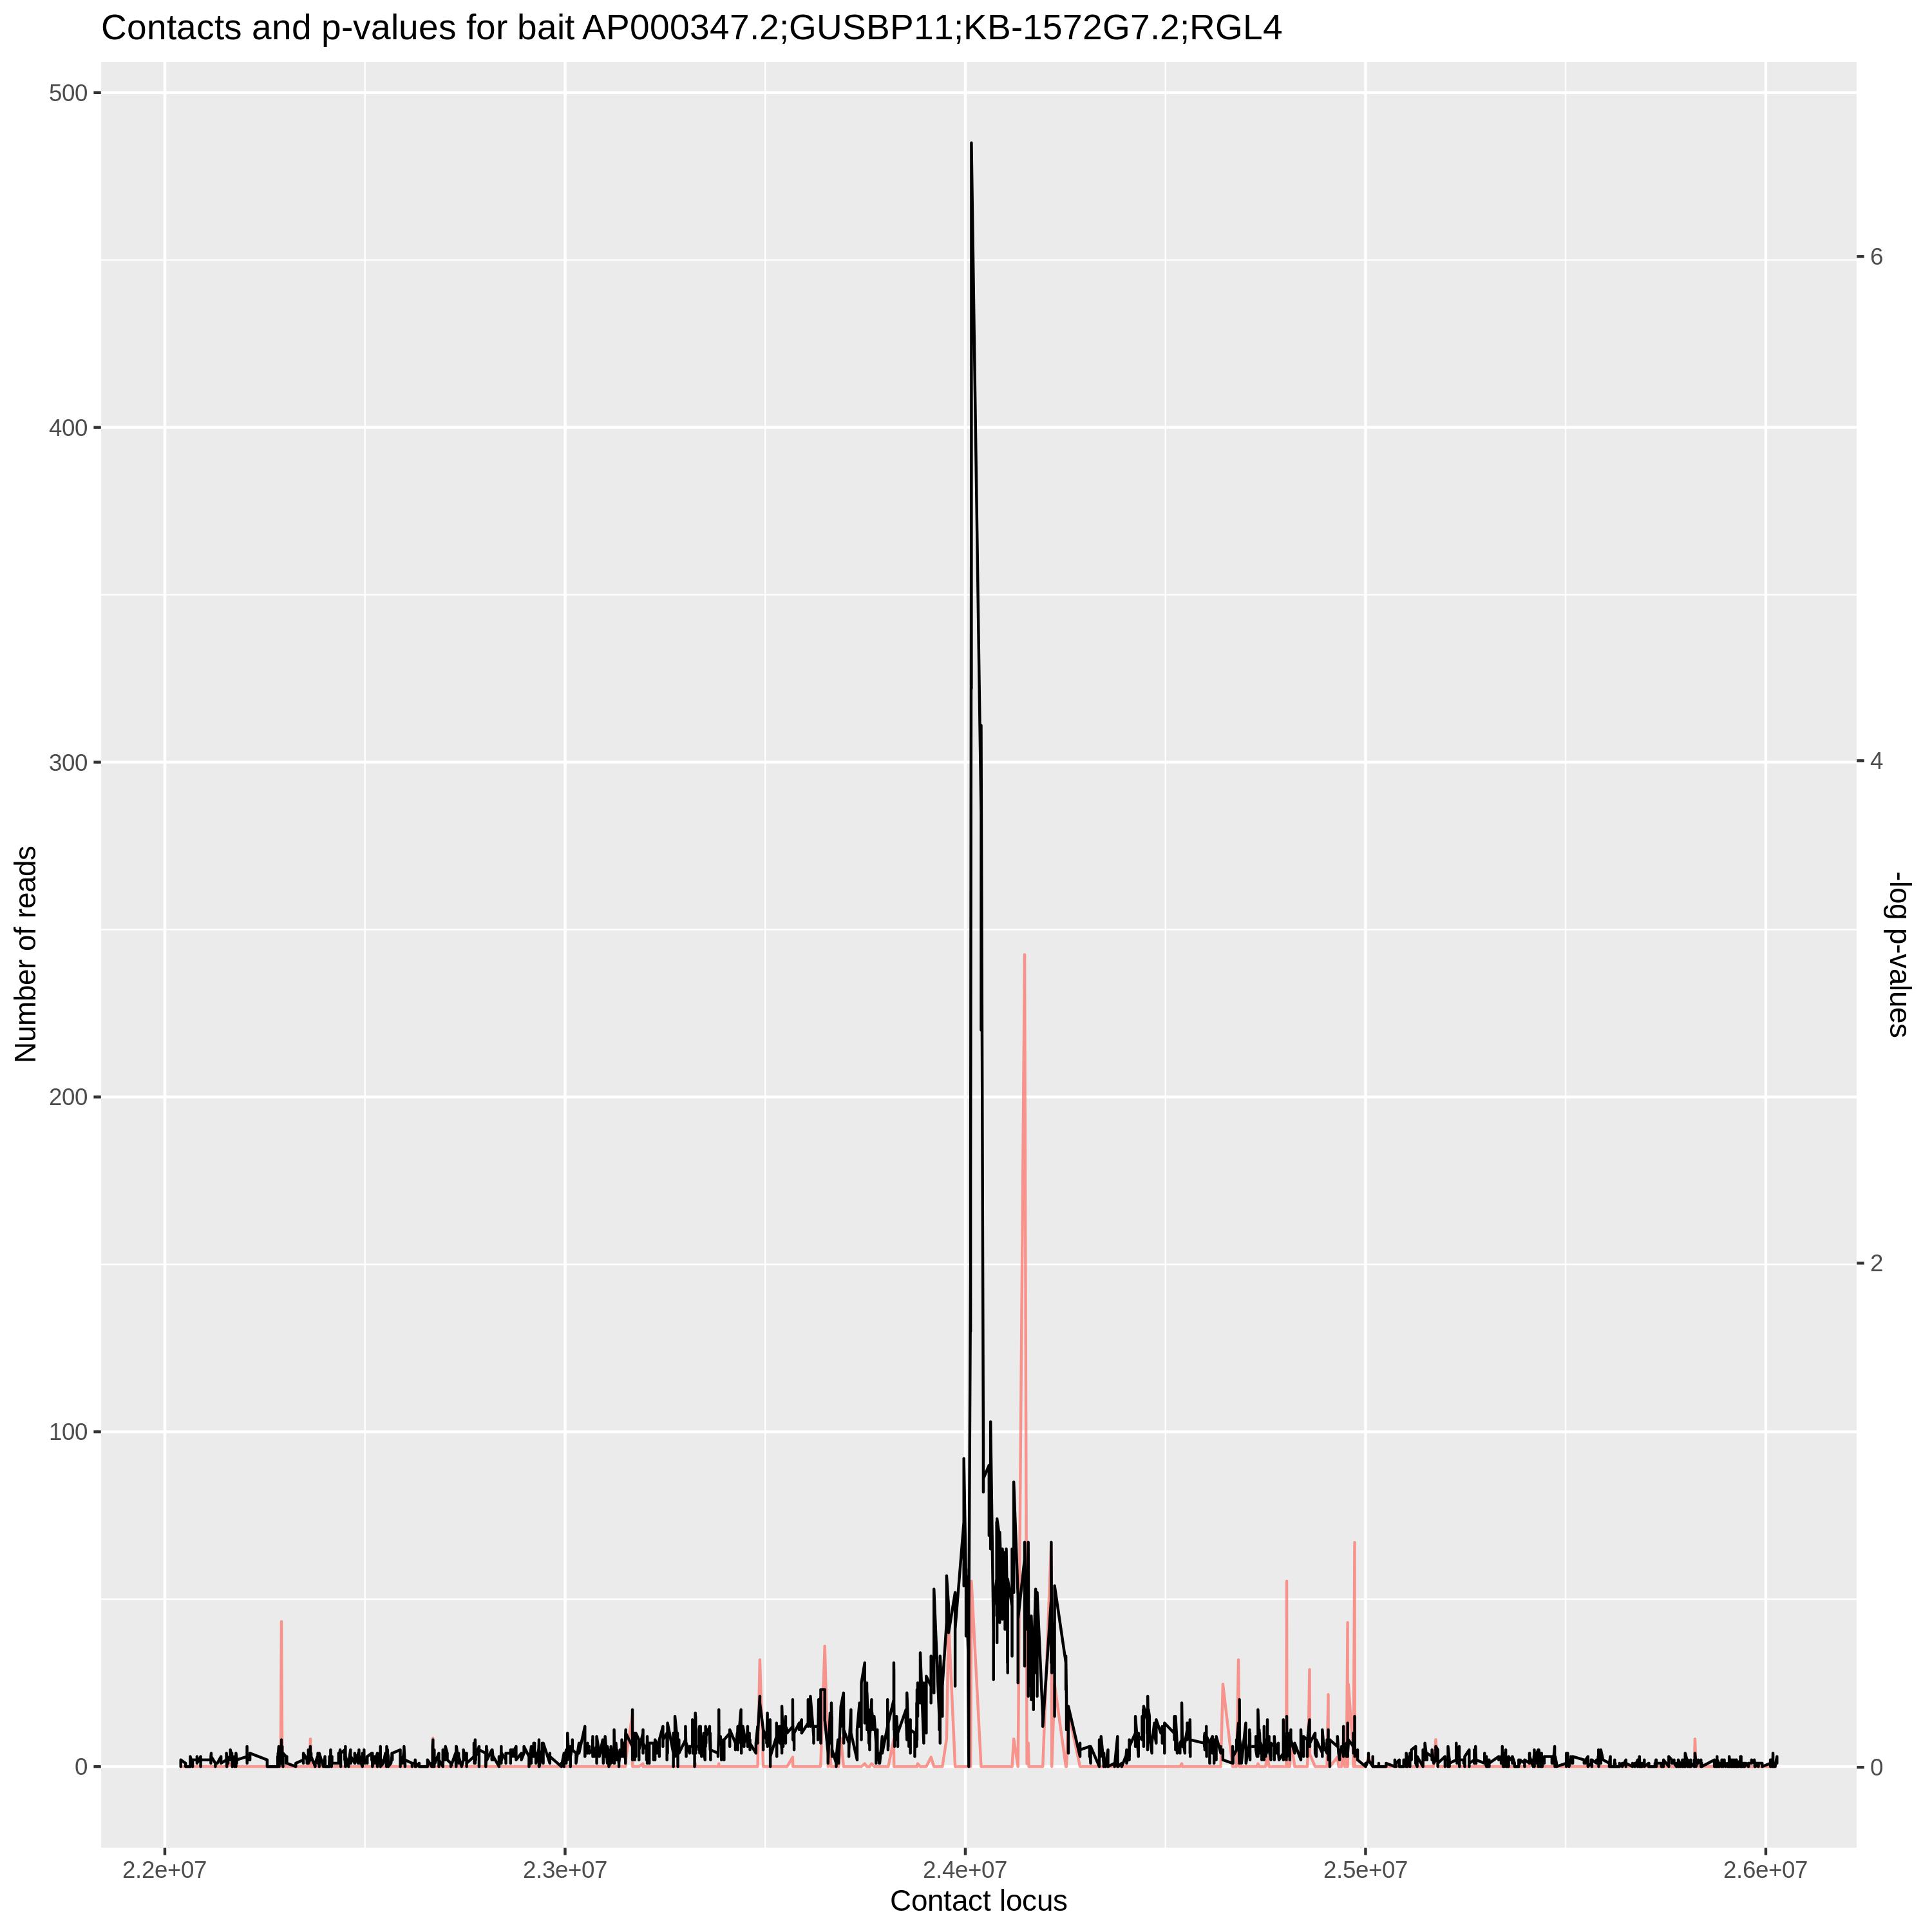 Contacts and p-values for bait AP000347.2;GUSBP11;KB-1572G7.2;RGL4
500
400
300
200
100
0
Number of reads
6
4
2
0
-log p-values
2.2e+07
2.3e+07
2.4e+07
2.5e+07
2.6e+07
Contact locus